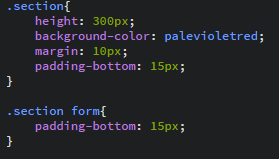 .section{
    height: 300px;
    background-color: palevioletred;
    margin: 10px;
    padding-bottom: 15px;
}

.section form{
    padding-bottom: 15px;
}